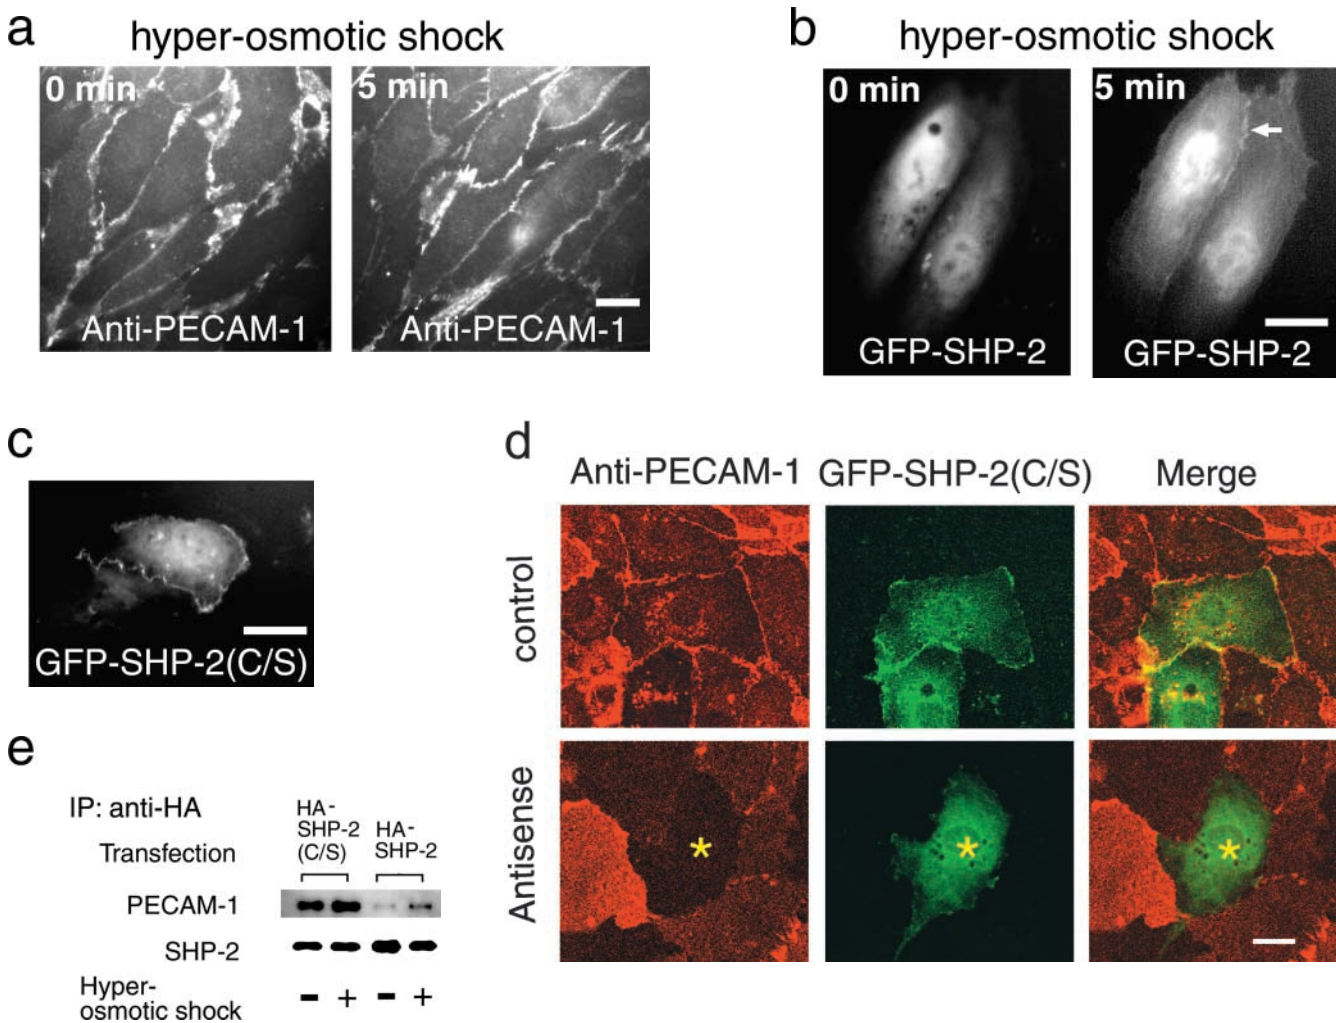 a
hyper-osmotic shock
0 min
5 min
Anti-PECAM-1
Anti-PECAM-1
b
hyper-osmotic shock
0 min
5 min
GFP-SHP-2
GFP-SHP-2
c
GFP-SHP-2(C/S)
d
Anti-PECAM-1 GFP-SHP-2(C/S) Merge
control
Antisense
*
*
*
e
IP: anti-HA
Transfection
HA-
SHP-2
(C/S)
HA-
SHP-2
PECAM-1
SHP-2
Hyper-
osmotic shock
- + - +